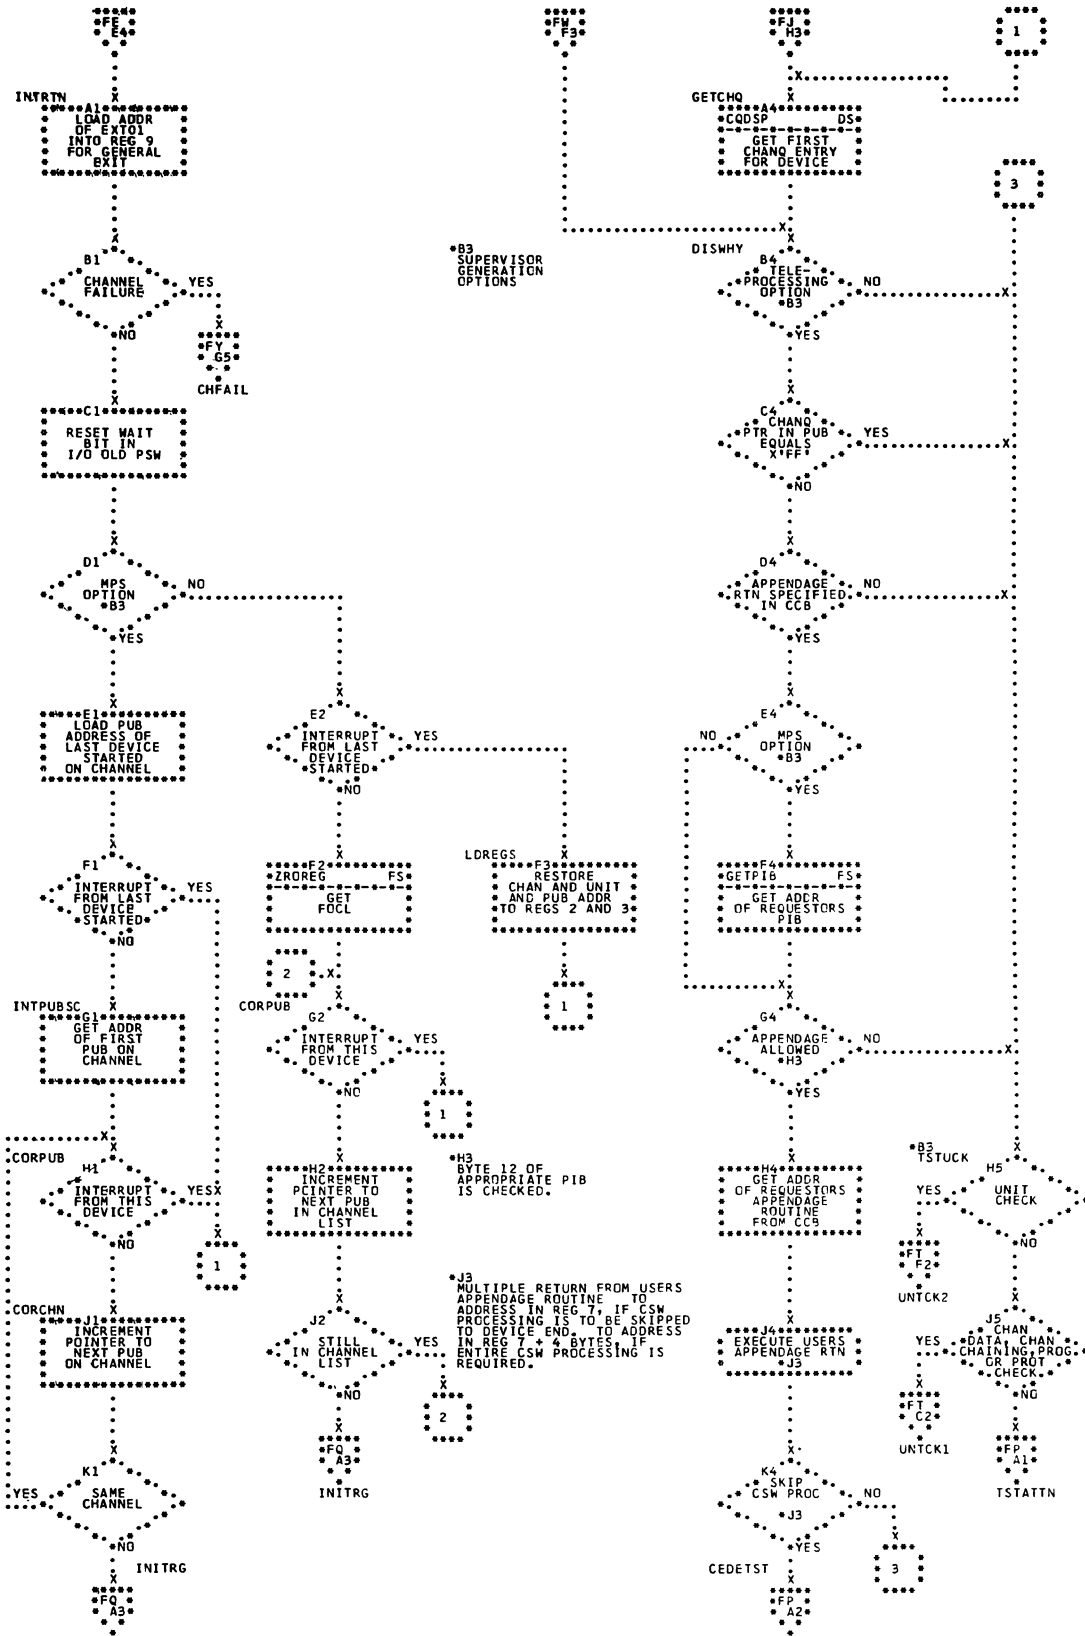 FE
E4
INTRTN
A1
LOAD ADDR
OF EXT01
INTO REG 9
FOR GENERAL
EXIT
B1
CHANNEL
FAILURE
YES
NO
FY
G5
CHFAIL
C1
RESET WAIT
BIT IN
I/O OLD PSW
D1
MPS
OPTION
*B3
NO
YES
E1
LOAD PUB
ADDRESS OF
LAST DEVICE
STARTED
ON CHANNEL
F1
INTERRUPT
FROM LAST
DEVICE
STARTED
YES
NO
INTPUBSC
G1
GET ADDR
OF FIRST
PUB ON
CHANNEL
CORPUB
H1
INTERRUPT
FROM THIS
DEVICE
YES
NO
1
CORCHN
J1
INCREMENT
POINTER TO
NEXT PUB
ON CHANNEL
K1
SAME
CHANNEL
YES
NO
INITRG
FQ
A3
E2
INTERRUPT
FROM LAST
DEVICE
STARTED
YES
NO
F2
ZROREG FS
GET
FOCL
2
CORPUB
G2
INTERRUPT
FROM THIS
DEVICE
YES
NO
1
H2
INCREMENT
POINTER TO
NEXT PUB
IN CHANNEL
LIST
J2
STILL
IN CHANNEL
LIST
YES
NO
2
FQ
A3
INITRG
FW
F3
*B3
SUPERVISOR
GENERATION
OPTIONS
LDREGS
F3
RESTORE
CHAN AND UNIT
AND PUB ADDR
TO REGS 2 AND 3
1
*H3
BYTE 12 OF
APPROPRIATE PIB
IS CHECKED.
*J3
MULTIPLE RETURN FROM USERS
APPENDAGE ROUTINE - TO
ADDRESS IN REG 7, IF CSW
PROCESSING IS TO BE SKIPPED
TO DEVICE END. TO ADDRESS
IN REG 7 + 4 BYTES, IF
ENTIRE CSW PROCESSING IS
REQUIRED.
FJ
H3
1
GETCHQ
A4
CQDSP DS
GET FIRST
CHANQ ENTRY
FOR DEVICE
3
DISWHY
B4
TELE-
PROCESSING
OPTION
*B3
NO
YES
C4
CHANQ
PTR IN PUB
EQUALS
X'FF'
YES
NO
D4
APPENDAGE
RTN SPECIFIED
IN CCB
NO
YES
E4
MPS
OPTION
*B3
NO
YES
F4
GETPIB FS
GET ADDR
OF REQUESTORS
PIB
G4
APPENDAGE
ALLOWED
*H3
NO
YES
H4
GET ADDR
OF REQUESTORS
APPENDAGE
ROUTINE
FROM CCB
J4
EXECUTE USERS
APPENDAGE RTN
J3
K4
SKIP
CSW PROC
*J3
NO
YES
3
CEDETST
FP
A2
*B3
TSTUCK
H5
UNIT
CHECK
YES
NO
FT
F2
UNTCK2
J5
CHAN
DATA, CHAN
CHAINING, PROG
OR PROT
CHECK
YES
NO
FT
C2
UNTCK1
FP
A1
TSTATTN